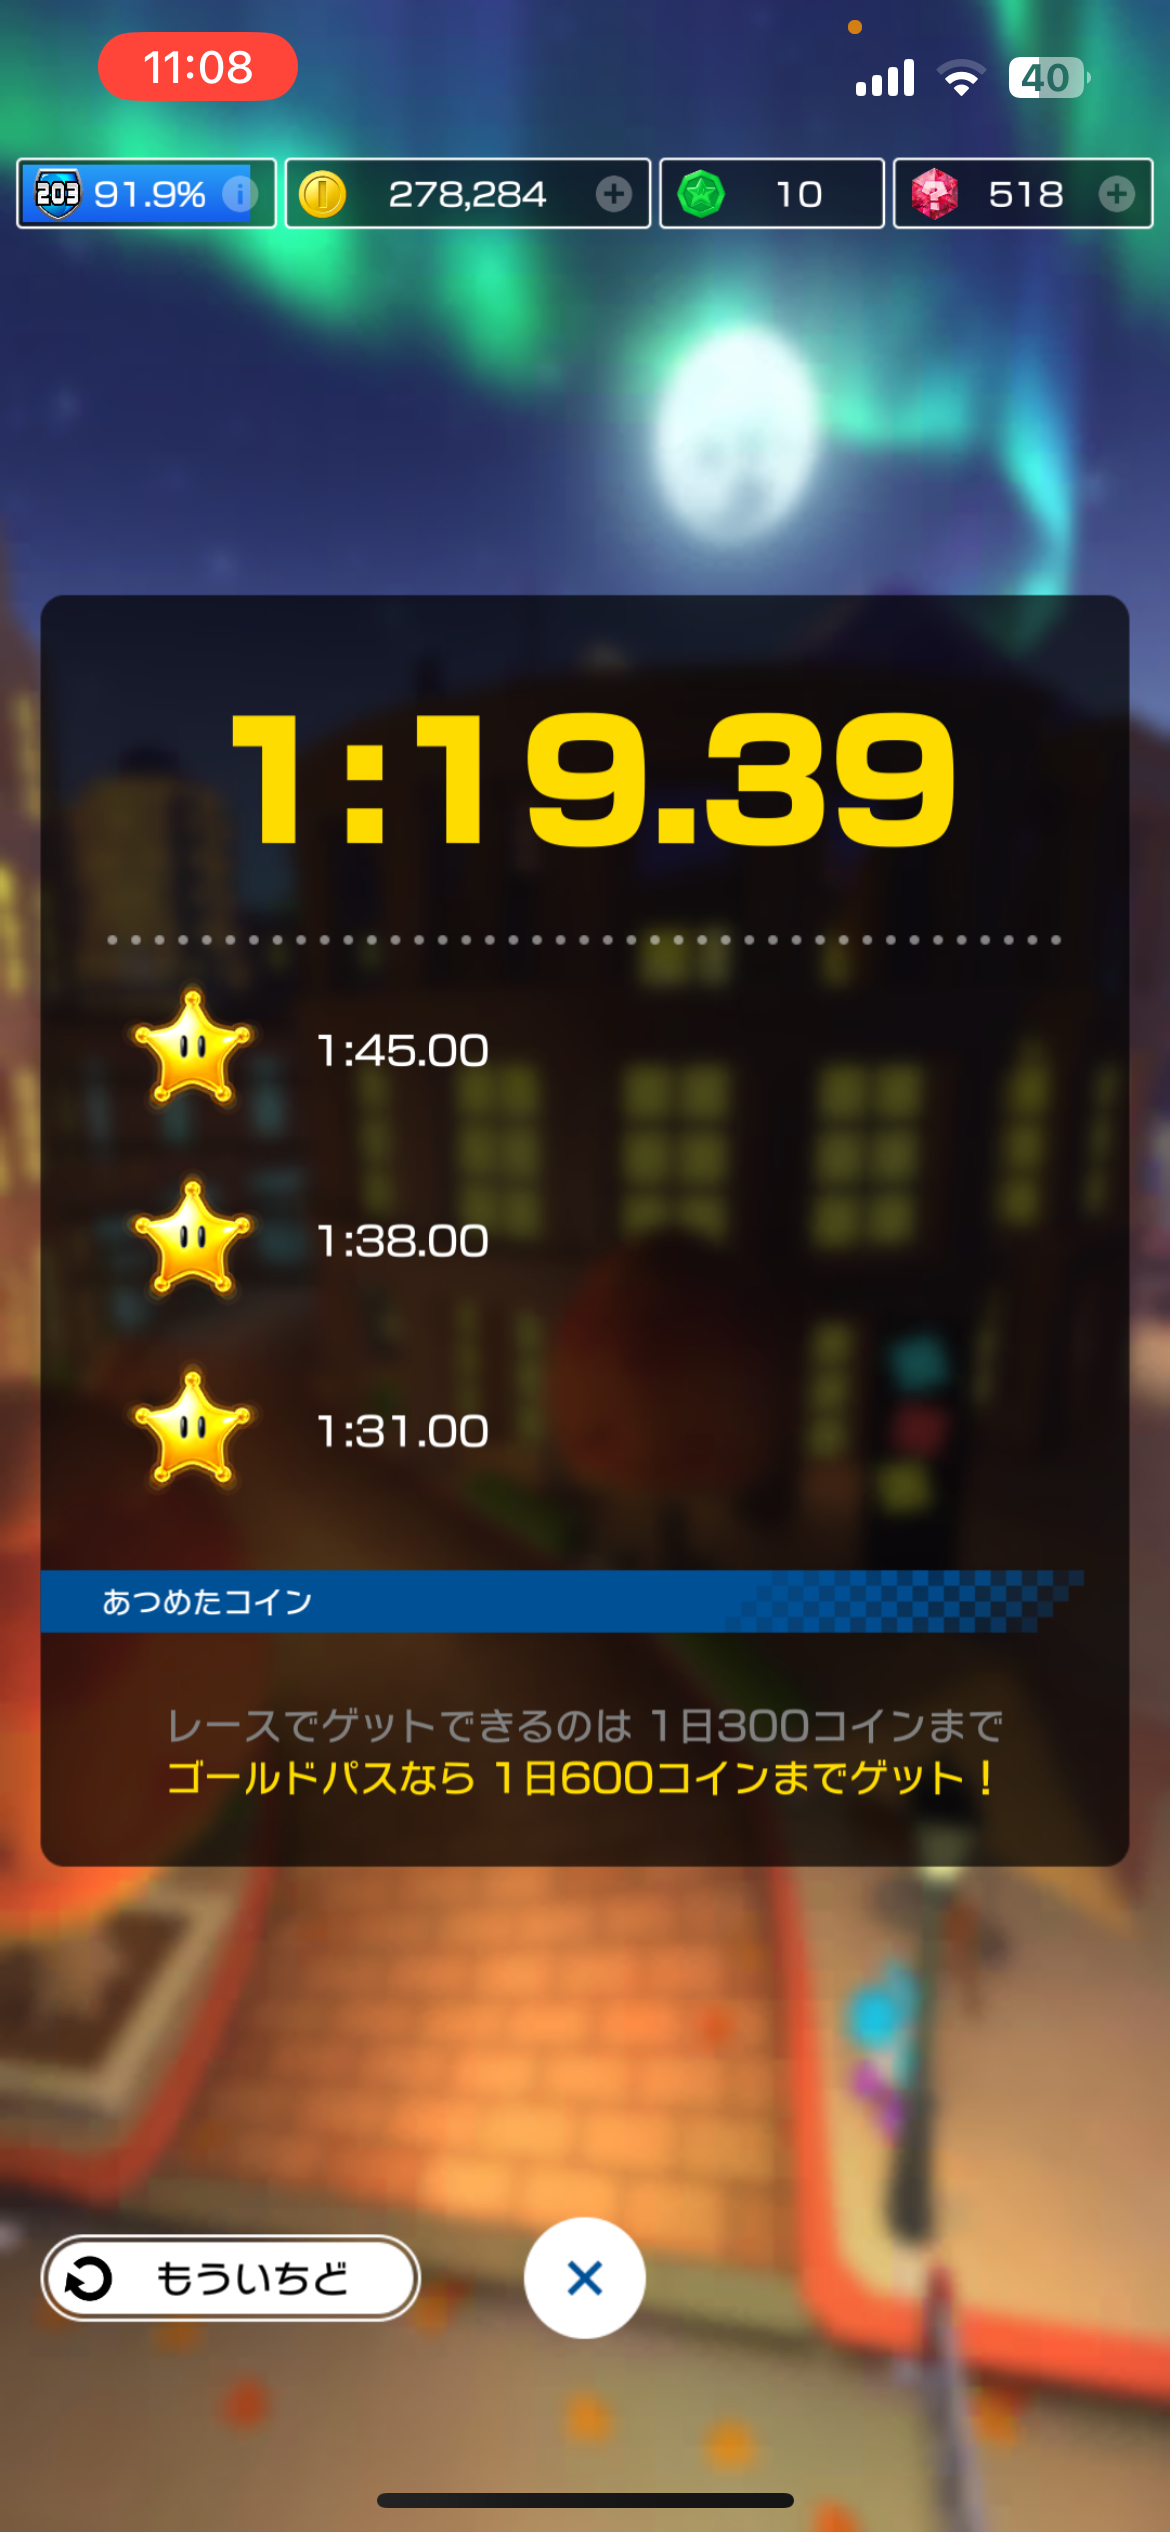 11:08
40
203 91.9% i 278,284 + 10 518 +
1:19.39
1:45.00
1:38.00
1:31.00
あつめたコイン
レースでゲットできるのは 1日300コインまで
ゴールドパスなら 1日600コインまでゲット！
もういちど